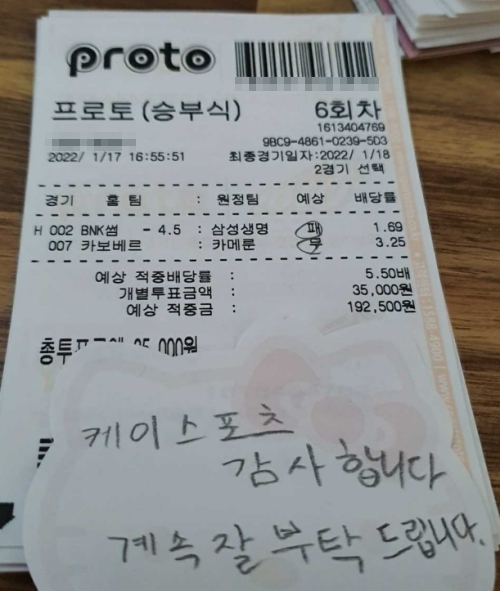 proto
프로토(승부식) 6회차
1613404769
9BC9-4861-0239-5D3
2022/ 1/17 16:55:51 최종경기일자:2022/ 1/18
2경기 선택
경기 홈팀 : 원정팀 예상 배당률
H 002 BNK썸 - 4.5 : 삼성생명 패 1.69
007 카보베르 : 카메룬 무 3.25
예상 적중배당률 : 5.50배
개별투표금액 : 35,000원
예상 적중금 : 192,500원
케이스포츠
감사합니다
계속 잘 부탁드립니다.